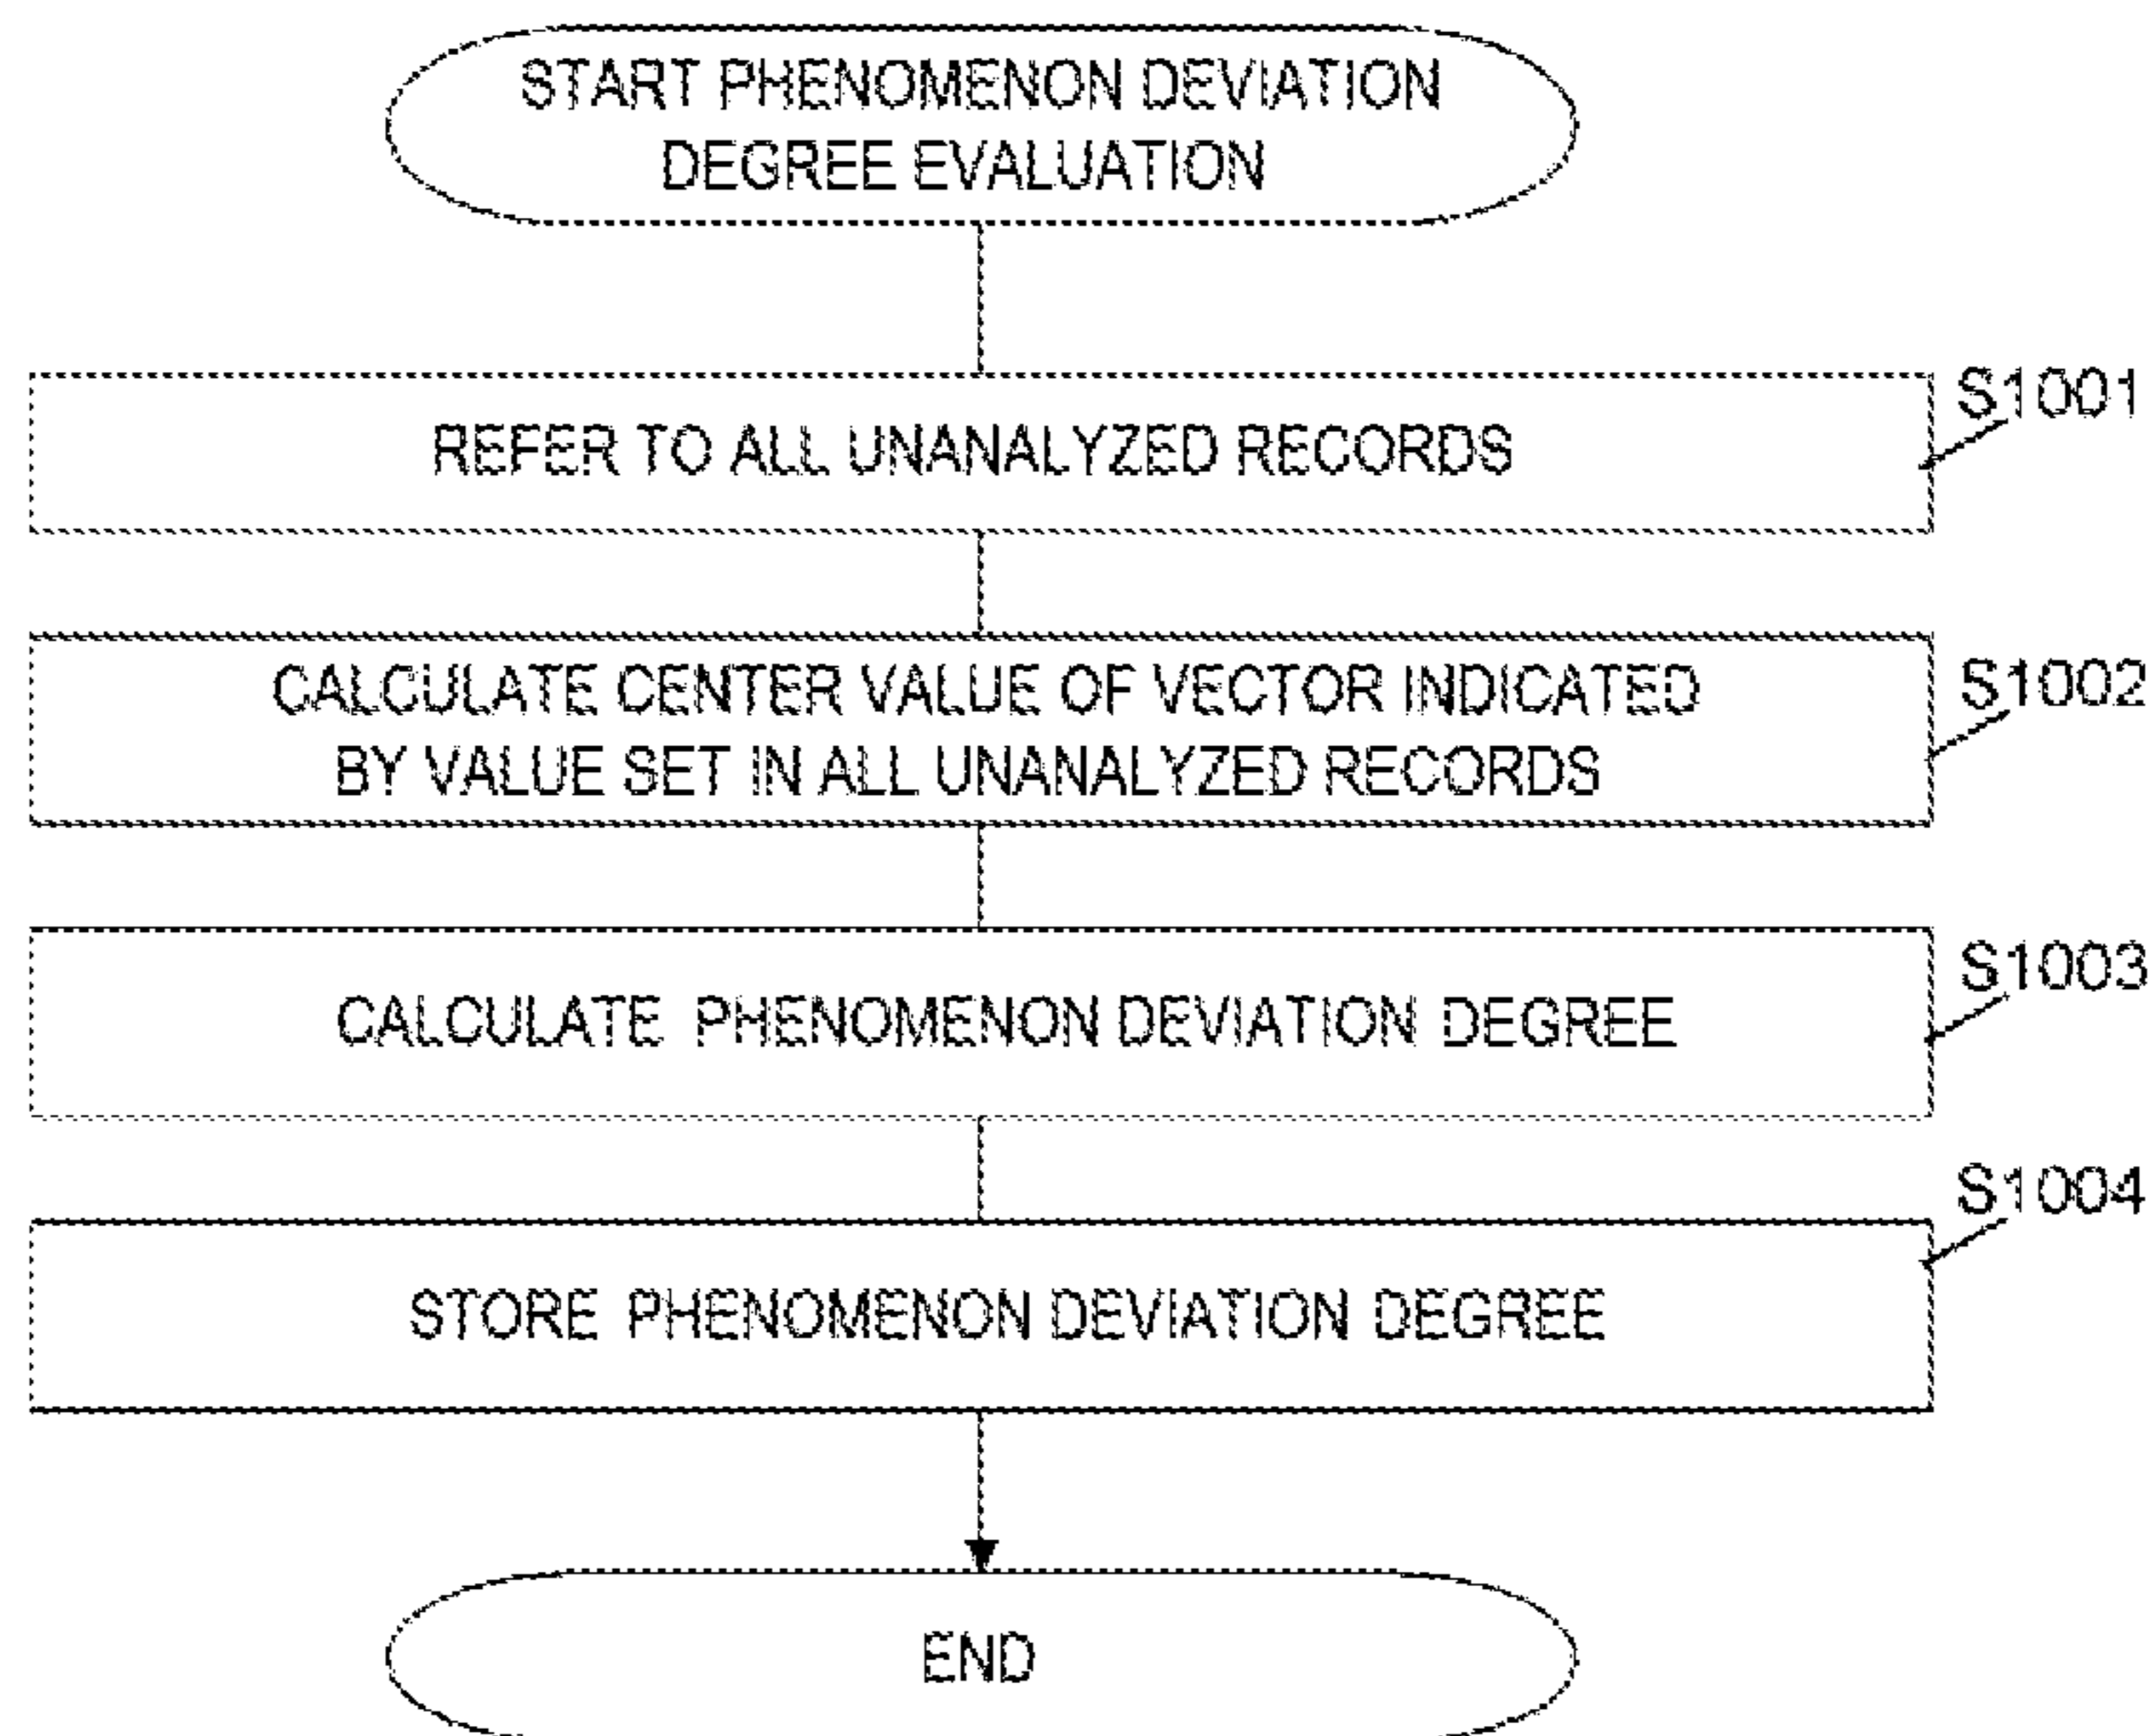 START PHENOMENON DEVIATION
DEGREE EVALUATION
S1001
REFER TO ALL UNANALYZED RECORDS
S1002
CALCULATE CENTER VALUE OF VECTOR INDICATED
BY VALUE SET IN ALL UNANALYZED RECORDS
S1003
CALCULATE PHENOMENON DEVIATION DEGREE
S1004
STORE PHENOMENON DEVIATION DEGREE
END